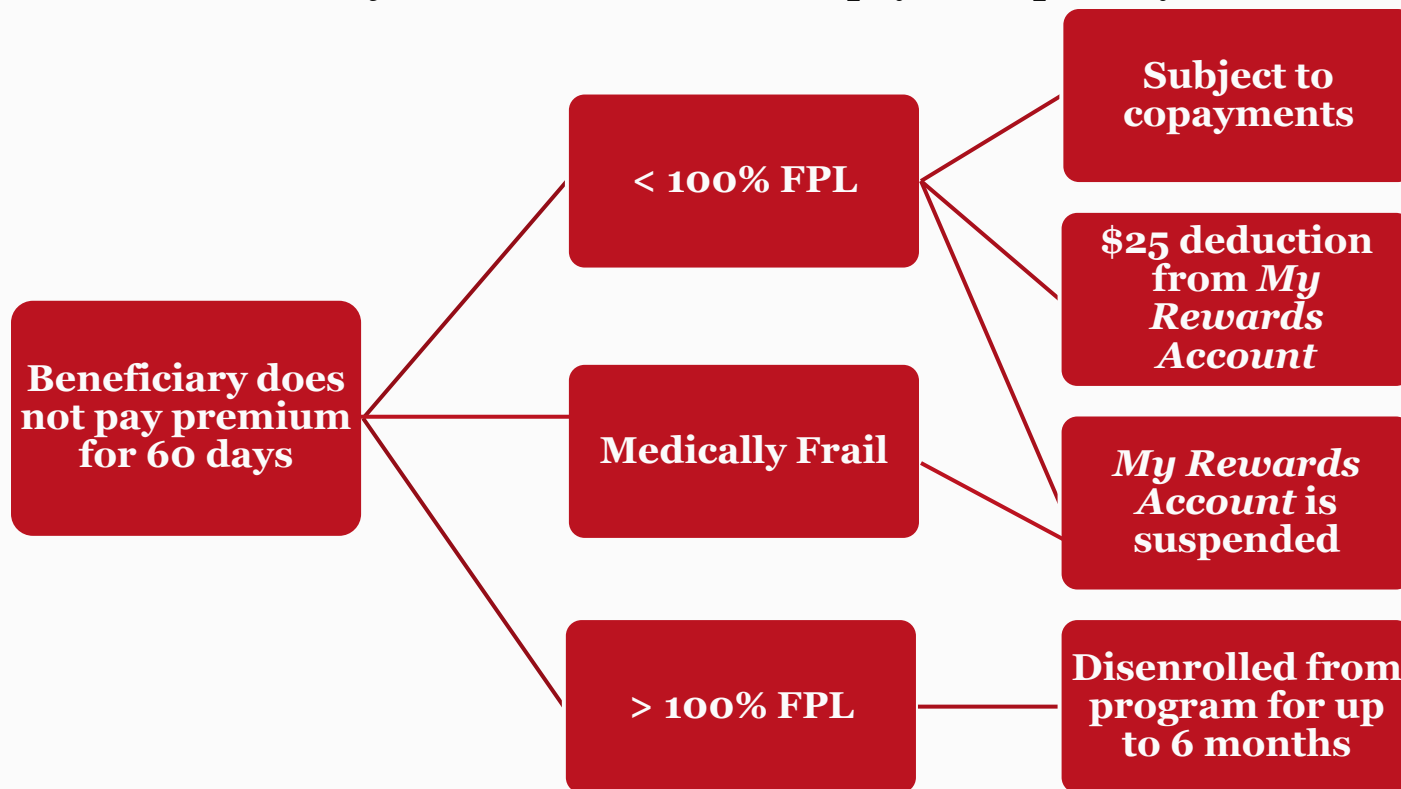 Subject to
copayments
< 100% FPL
$25 deduction
from My
Rewards
Account
Beneficiary does
not pay premium
for 60 days
Medically Frail
My Rewards
Account is
suspended
> 100% FPL
Disenrolled from
program for up
to 6 months